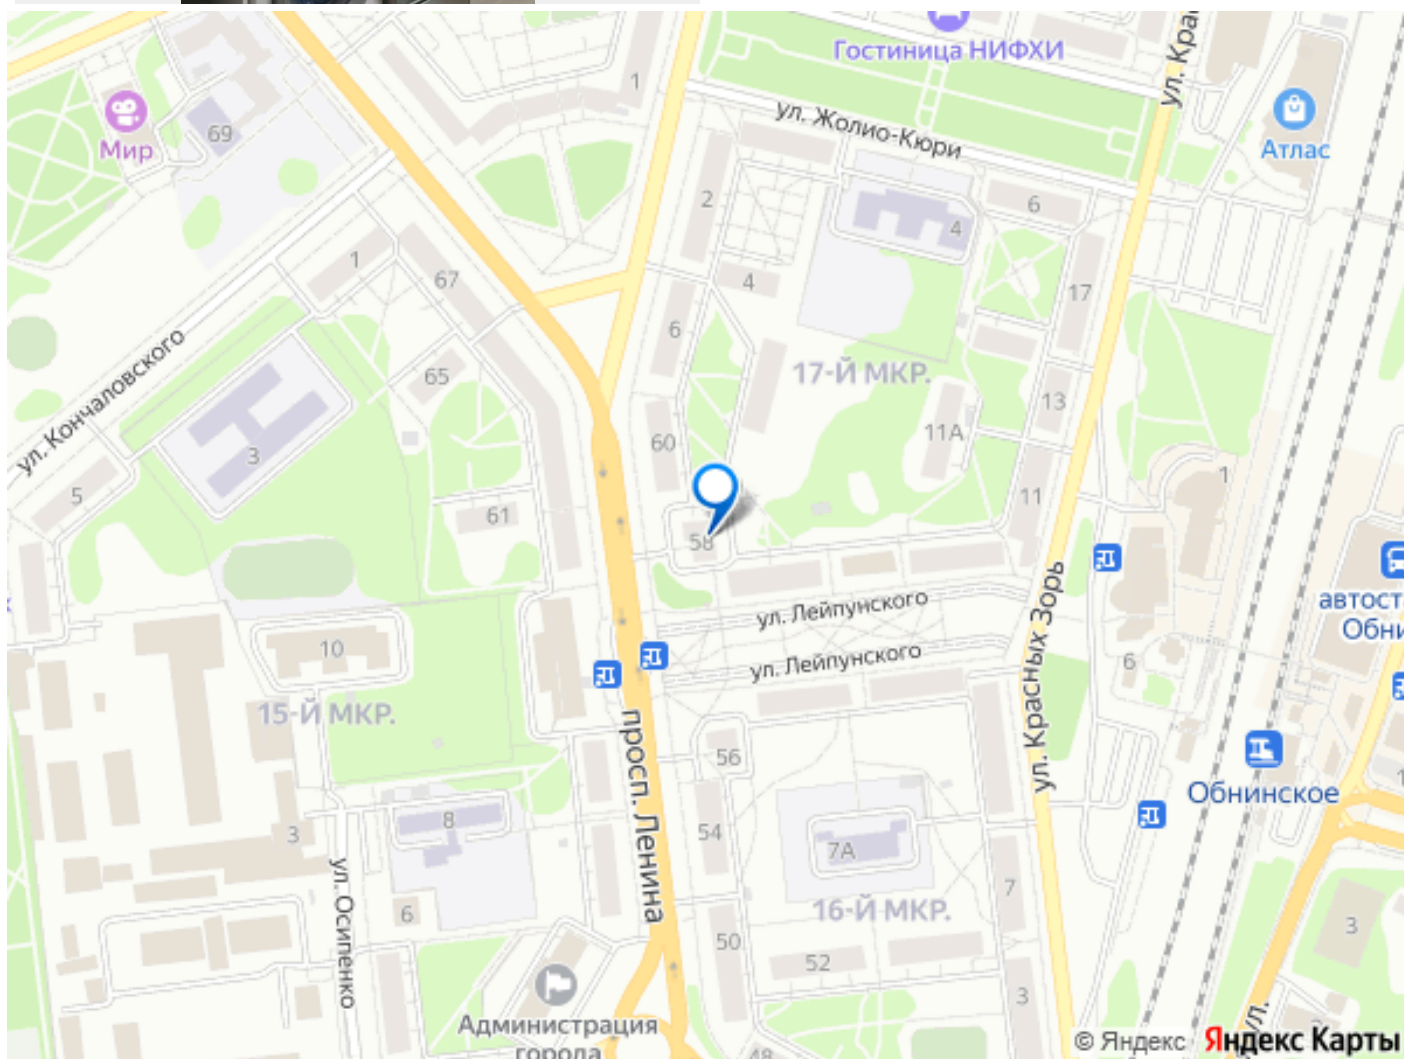 Гостиница НИФХИ
ул. Кра
1
ул. Жолио-Кюри
Атлас
Мир
69
2
6
4
1
67
4
17
6
ул. Кончаловского
65
17-Й МКР.
13
11А
60
3
1
5
61
11
58
ул. Лейпунского
автост
Обни
10
ул. Лейпунского
6
15-Й МКР.
ул. Красных Зорь
56
просп. Ленина
Обнинское
8
54
3
7А
7
ул. Осипенко
6
16-Й МКР.
3
50
52
3
Администрация
города
48
ул.
© Яндекс Яндекс Карты